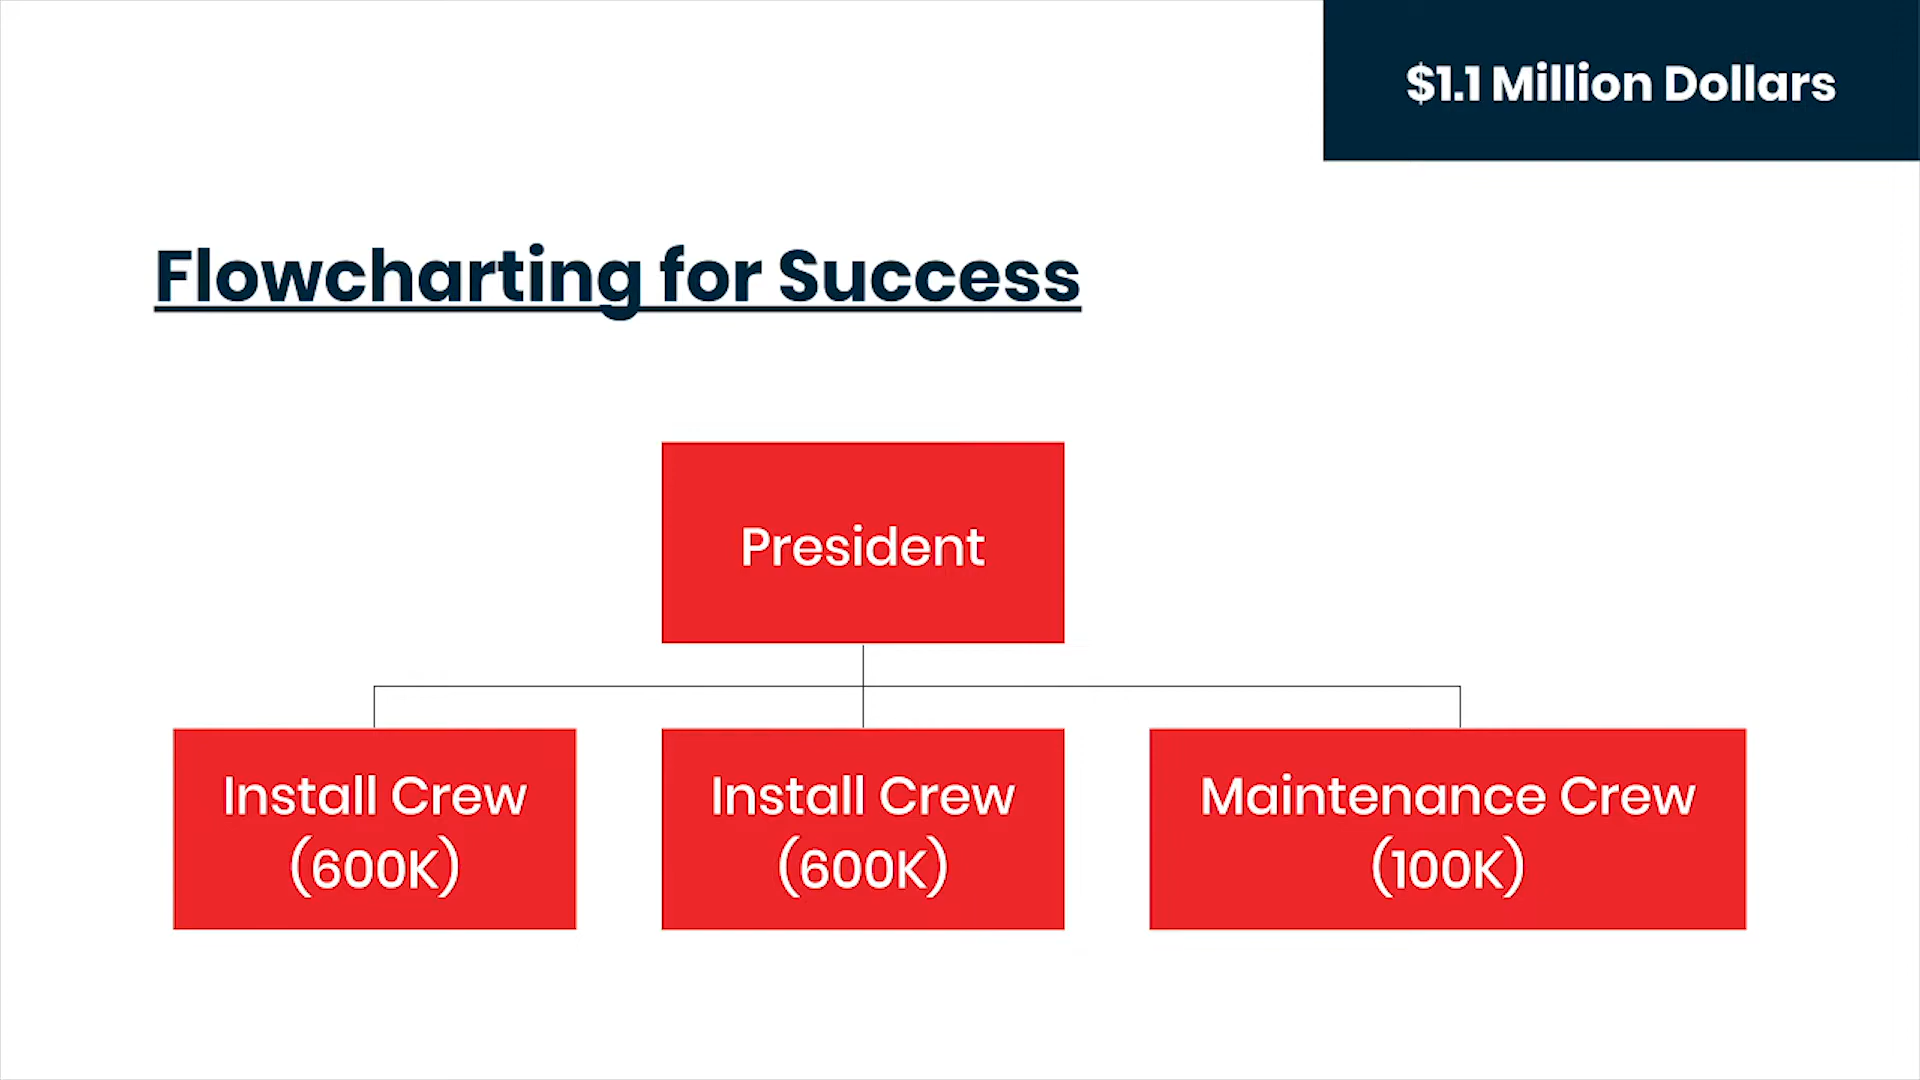 $1.1 Million Dollars
Flowcharting for Success
President
Install Crew
(600K)
Install Crew
(600K)
Maintenance Crew
(100K)